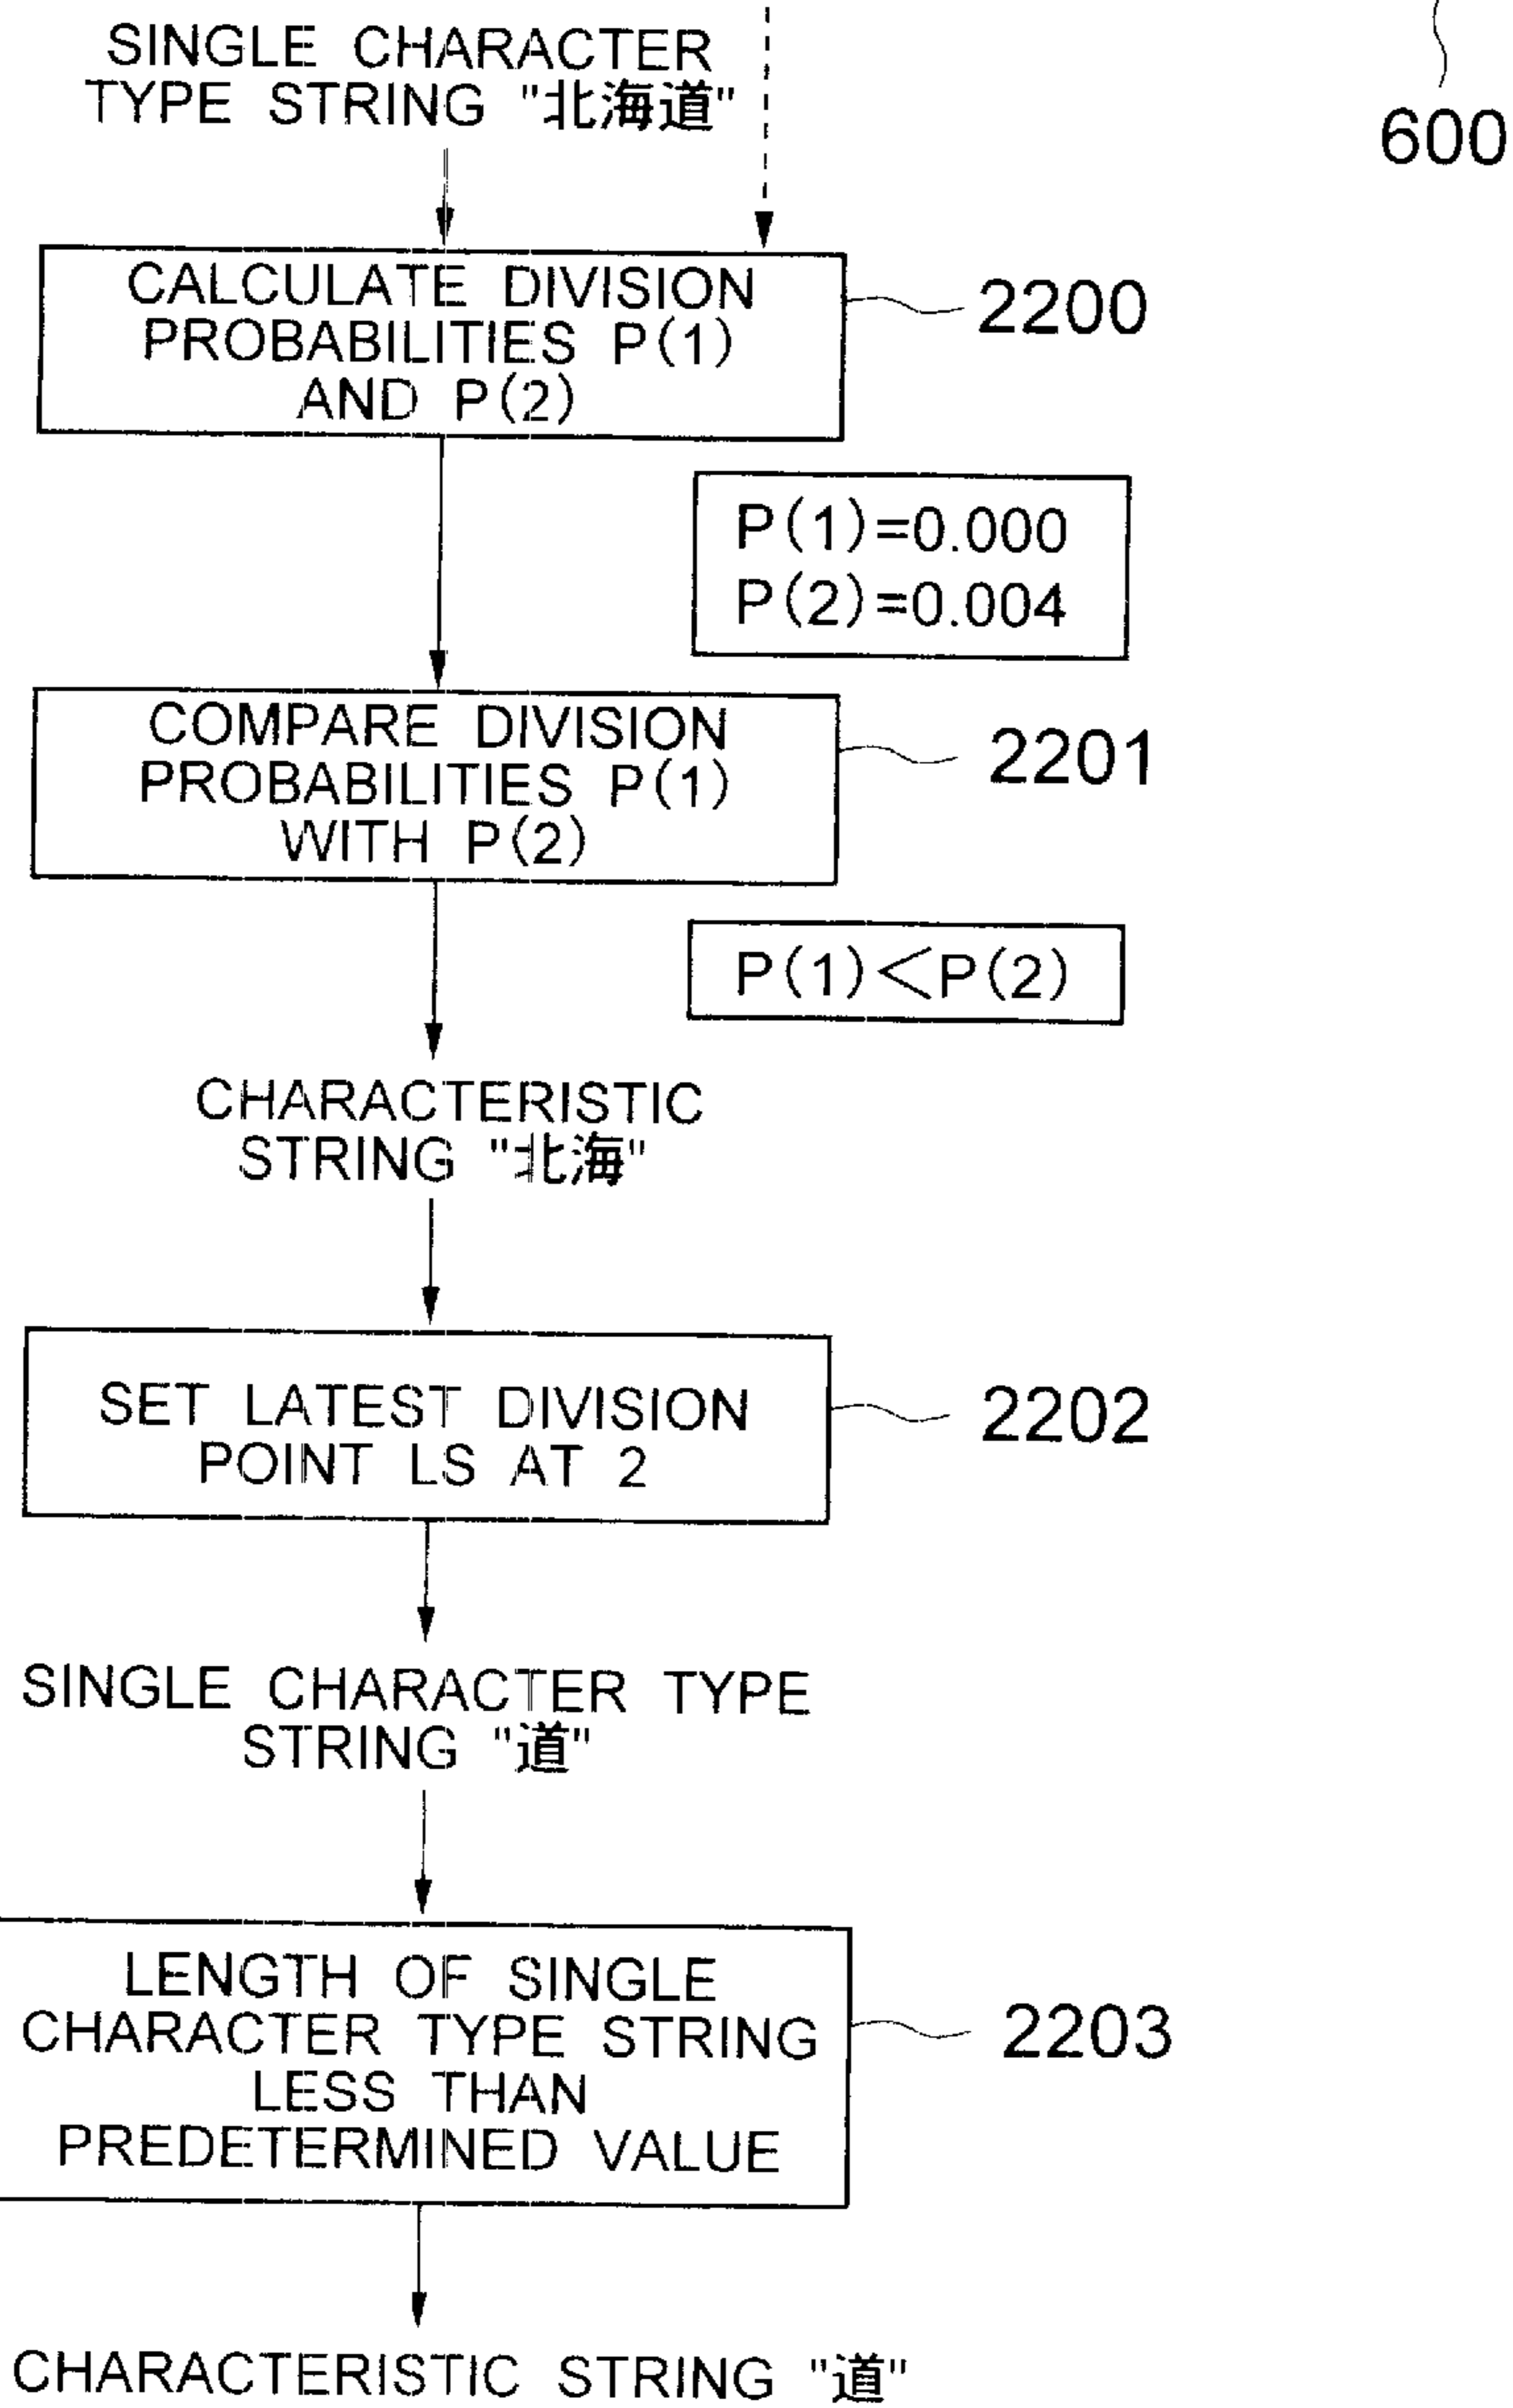 SINGLE CHARACTER
TYPE STRING "北海道"
600
CALCULATE DIVISION
PROBABILITIES P(1)
AND P(2)
2200
P(1)=0.000
P(2)=0.004
COMPARE DIVISION
PROBABILITIES P(1)
WITH P(2)
2201
P(1)<P(2)
CHARACTERISTIC
STRING "北海"
SET LATEST DIVISION
POINT LS AT 2
2202
SINGLE CHARACTER TYPE
STRING "道"
LENGTH OF SINGLE
CHARACTER TYPE STRING
LESS THAN
PREDETERMINED VALUE
2203
CHARACTERISTIC STRING "道"